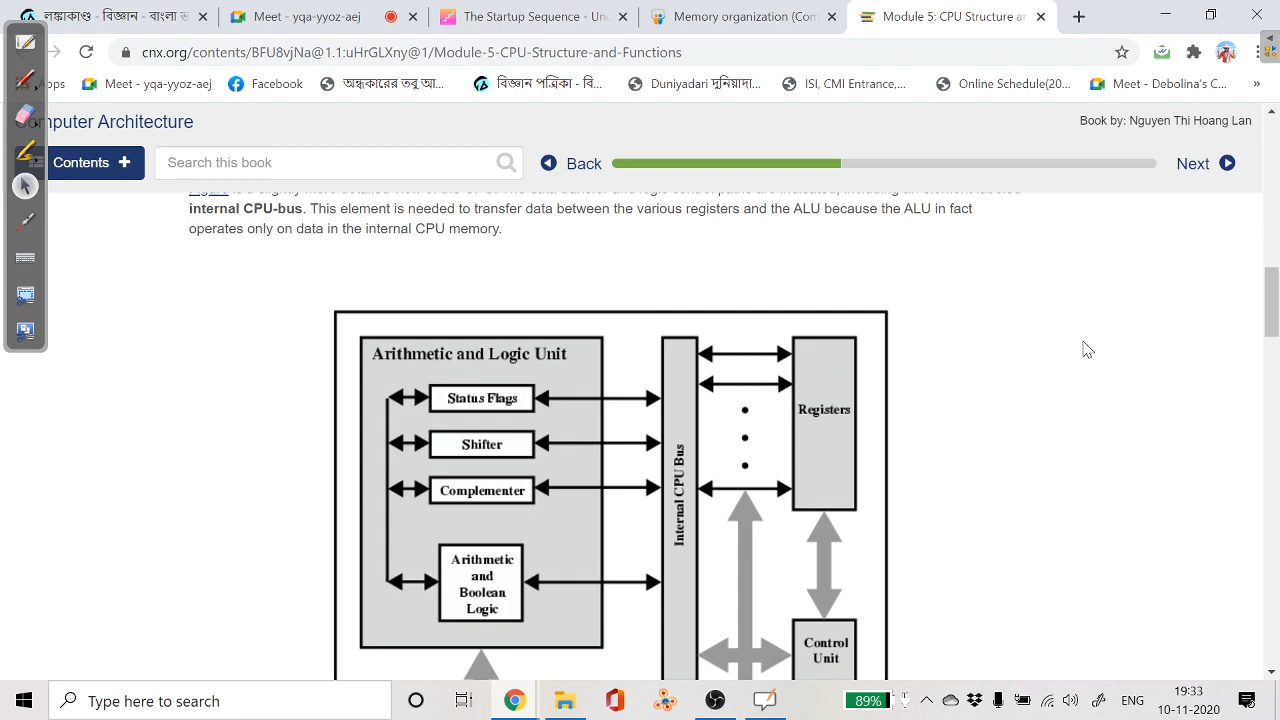 লঙ্কাকাণ্ড - বিজ্ঞান
Meet - yqa-yyoz-aej
The Startup Sequence - Un
Memory organization (Com
Module 5: CPU Structure ar
cnx.org/contents/BFU8vjNa@1.1:uHrGLXny@1/Module-5-CPU-Structure-and-Functions
Apps
Meet - yqa-yyoz-aej
Facebook
অন্ধকারের তবু আ...
বিজ্ঞান পত্রিকা - বি...
Duniyadari দুনিয়াদা...
ISI, CMI Entrance,...
Online Schedule(20...
Meet - Debolina's C...
»
Computer Architecture
Book by: Nguyen Thi Hoang Lan
Contents +
Search this book
Back
Next
internal CPU-bus. This element is needed to transfer data between the various registers and the ALU because the ALU in fact
operates only on data in the internal CPU memory.
Arithmetic and Logic Unit
Status Flags
Shifter
Complementer
Arithmetic
and
Boolean
Logic
Internal CPU Bus
Registers
Control
Unit
Type here to search
89%
ENG
19:33
10-11-2020